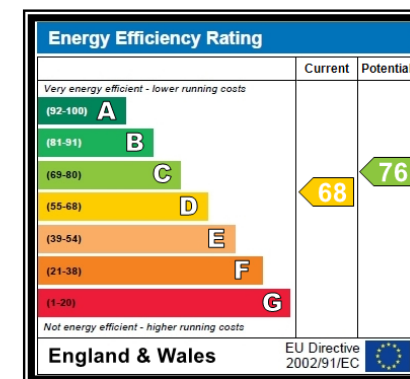 Energy Efficiency Rating
Current Potential
Very energy efficient - lower running costs
(92-100) A
(81-91) B
(69-80) C
(55-68) D
(39-54) E
(21-38) F
(1-20) G
68
76
Not energy efficient - higher running costs
England & Wales
EU Directive
2002/91/EC